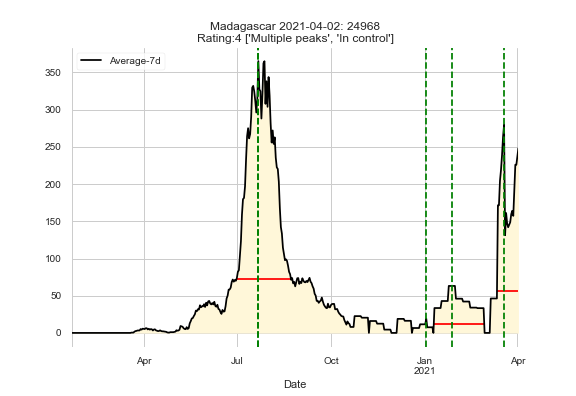 Madagascar 2021-04-02: 24968
Rating:4 ['Multiple peaks', 'In control']
Average-7d
350
300
250
200
150
100
50
0
Apr
Jul
Oct
Jan
2021
Apr
Date